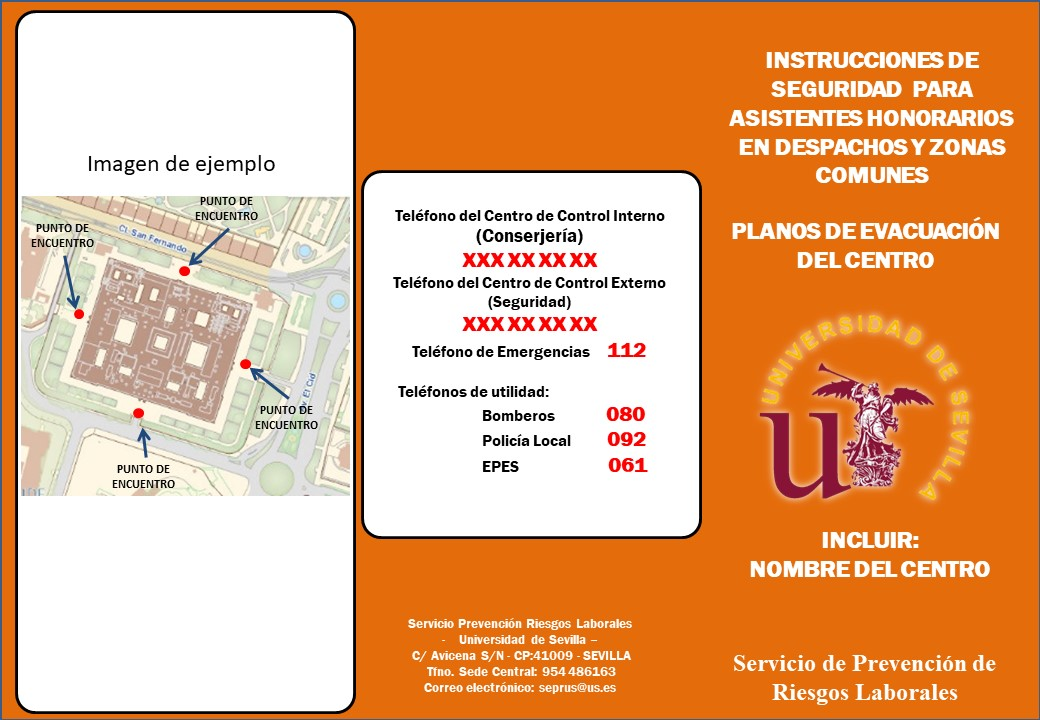 Imagen de ejemplo
PUNTO DE
ENCUENTRO
PUNTO DE
ENCUENTRO
Cl. San Fernando
Av. El Cid
PUNTO DE
ENCUENTRO
PUNTO DE
ENCUENTRO
Teléfono del Centro de Control Interno
(Conserjería)
XXX XX XX XX
Teléfono del Centro de Control Externo
(Seguridad)
XXX XX XX XX
Teléfono de Emergencias 112
Teléfonos de utilidad:
Bomberos 080
Policía Local 092
EPES 061
Servicio Prevención Riesgos Laborales
- Universidad de Sevilla –
C/ Avicena S/N - CP:41009 - SEVILLA
Tfno. Sede Central: 954 486163
Correo electrónico: seprus@us.es
INSTRUCCIONES DE
SEGURIDAD PARA
ASISTENTES HONORARIOS
EN DESPACHOS Y ZONAS
COMUNES
PLANOS DE EVACUACIÓN
DEL CENTRO
UNIVERSIDAD DE SEVILLA
us
INCLUIR:
NOMBRE DEL CENTRO
Servicio de Prevención de
Riesgos Laborales